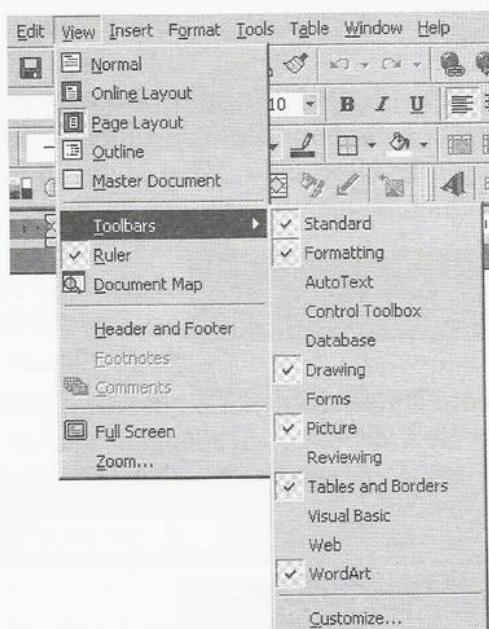 Edit View Insert Format Tools Table Window Help
Normal
Online Layout
10 B I U
Page Layout
Outline
Master Document
Toolbars
Ruler
Document Map
Header and Footer
Footnotes
Comments
Full Screen
Zoom...
Standard
Formatting
AutoText
Control Toolbox
Database
Drawing
Forms
Picture
Reviewing
Tables and Borders
Visual Basic
Web
WordArt
Customize...